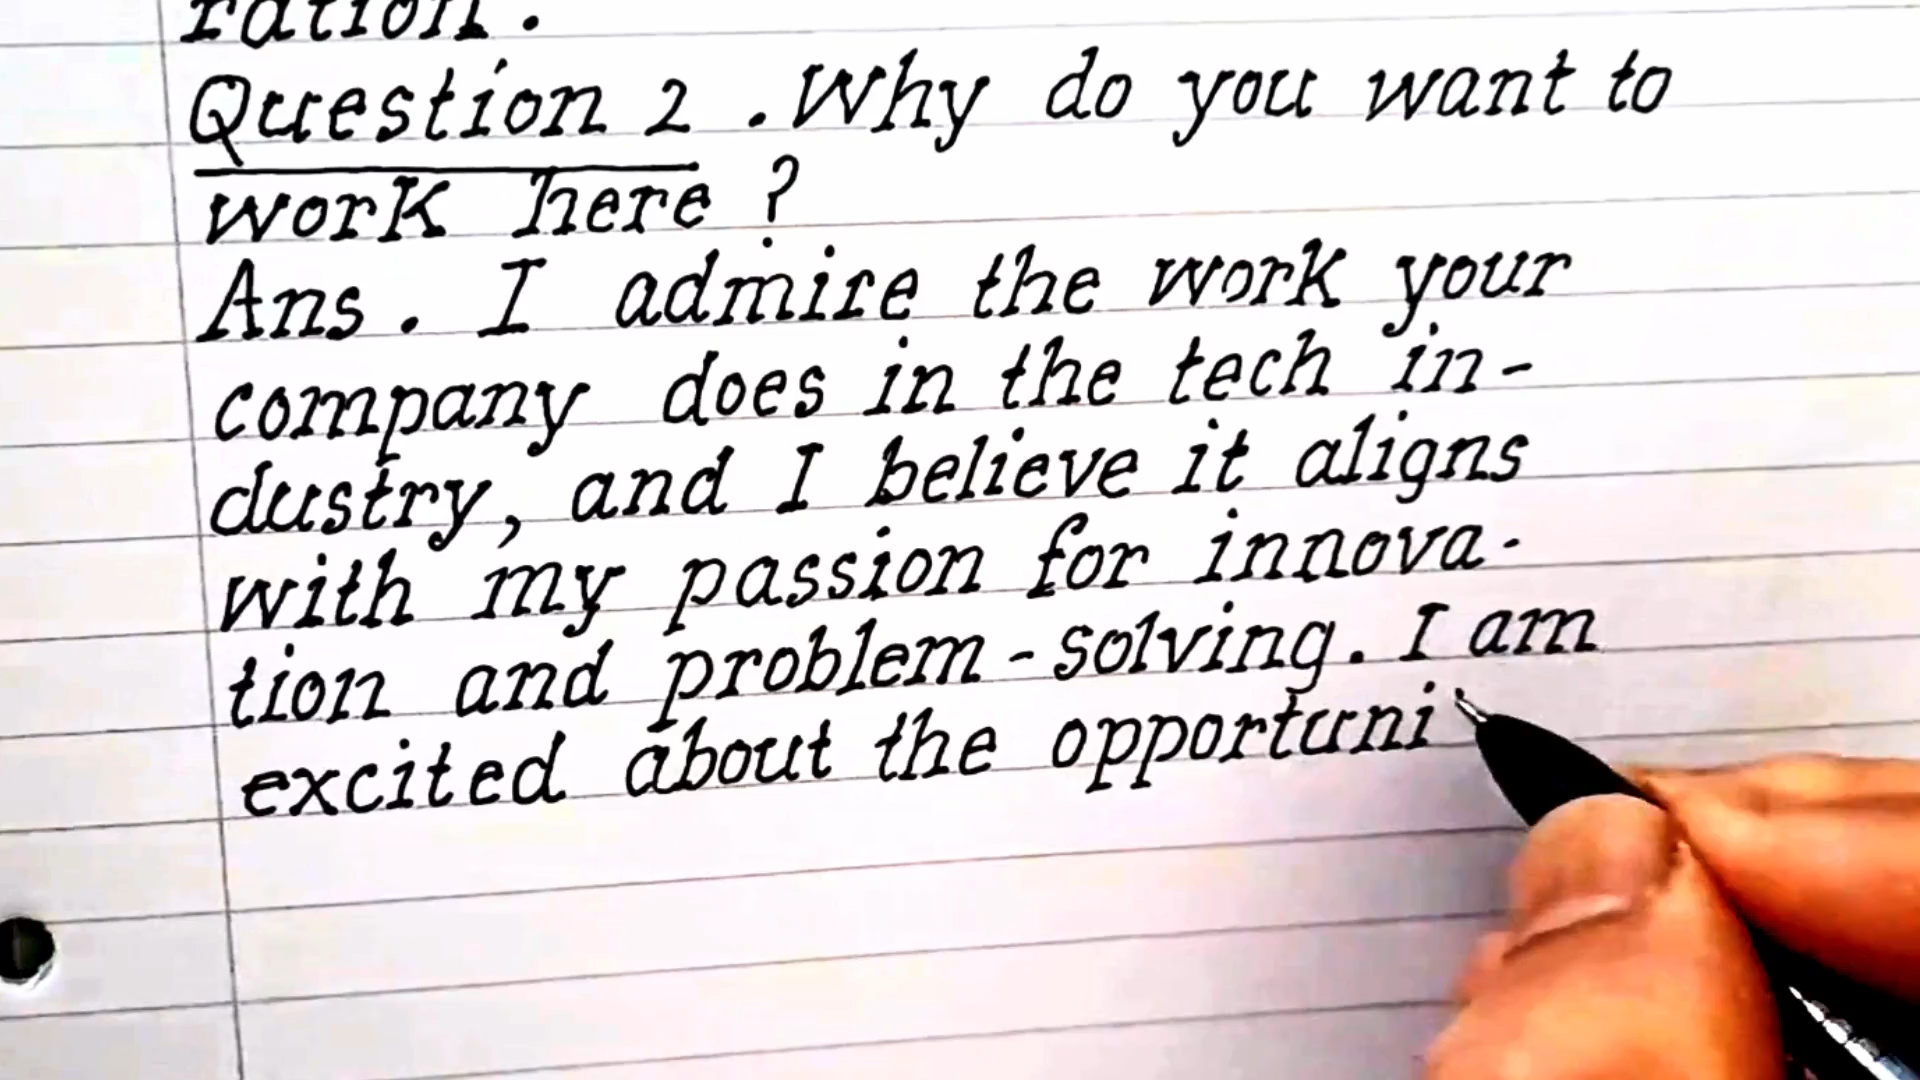 ration.
Question 2. Why do you want to
work here?
Ans. I admire the work your
company does in the tech in-
dustry, and I believe it aligns
with my passion for innova-
tion and problem-solving. I am
excited about the opportuni